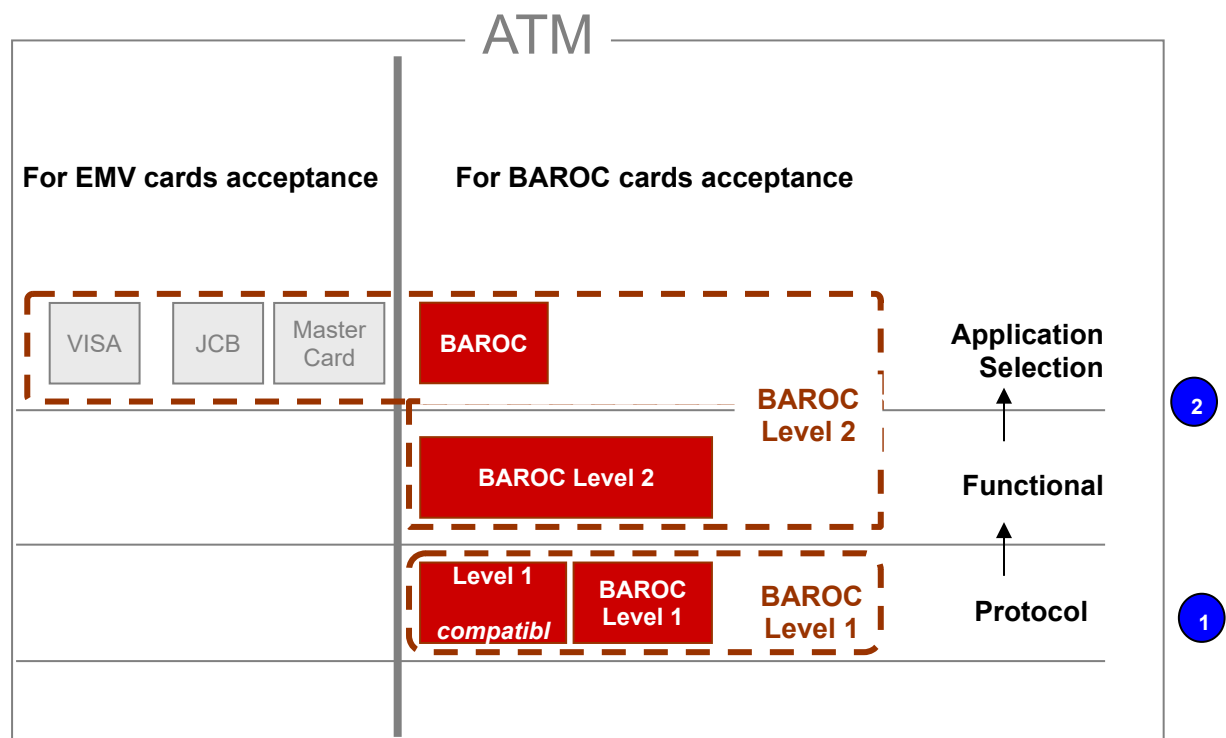 ATM
For EMV cards acceptance
For BAROC cards acceptance
VISA
JCB
Master
Card
BAROC
Application
Selection
2
BAROC
Level 2
BAROC Level 2
Functional
Level 1
compatibl
BAROC
Level 1
BAROC
Level 1
Protocol
1